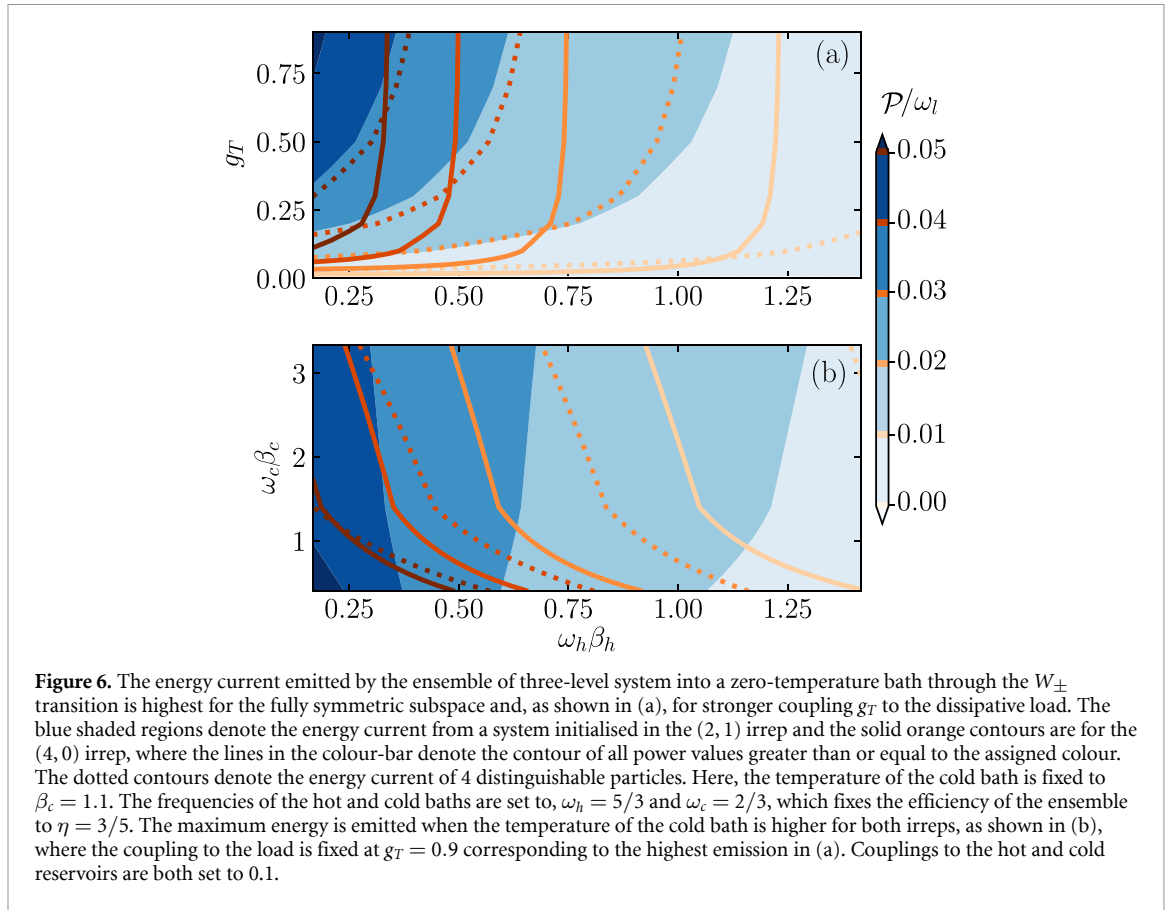 (a)
0.75
0.50
0.25
0.00
g_T
0.25 0.50 0.75 1.00 1.25
𝒫/ω_l
0.05
0.04
0.03
0.02
0.01
0.00
(b)
3
2
1
ω_cβ_c
0.25 0.50 0.75 1.00 1.25
ω_hβ_h
Figure 6. The energy current emitted by the ensemble of three-level system into a zero-temperature bath through the W_±
transition is highest for the fully symmetric subspace and, as shown in (a), for stronger coupling g_T to the dissipative load. The
blue shaded regions denote the energy current from a system initialised in the (2, 1) irrep and the solid orange contours are for the
(4, 0) irrep, where the lines in the colour-bar denote the contour of all power values greater than or equal to the assigned colour.
The dotted contours denote the energy current of 4 distinguishable particles. Here, the temperature of the cold bath is fixed to
β_c = 1.1. The frequencies of the hot and cold baths are set to, ω_h = 5/3 and ω_c = 2/3, which fixes the efficiency of the ensemble
to η = 3/5. The maximum energy is emitted when the temperature of the cold bath is higher for both irreps, as shown in (b),
where the coupling to the load is fixed at g_T = 0.9 corresponding to the highest emission in (a). Couplings to the hot and cold
reservoirs are both set to 0.1.